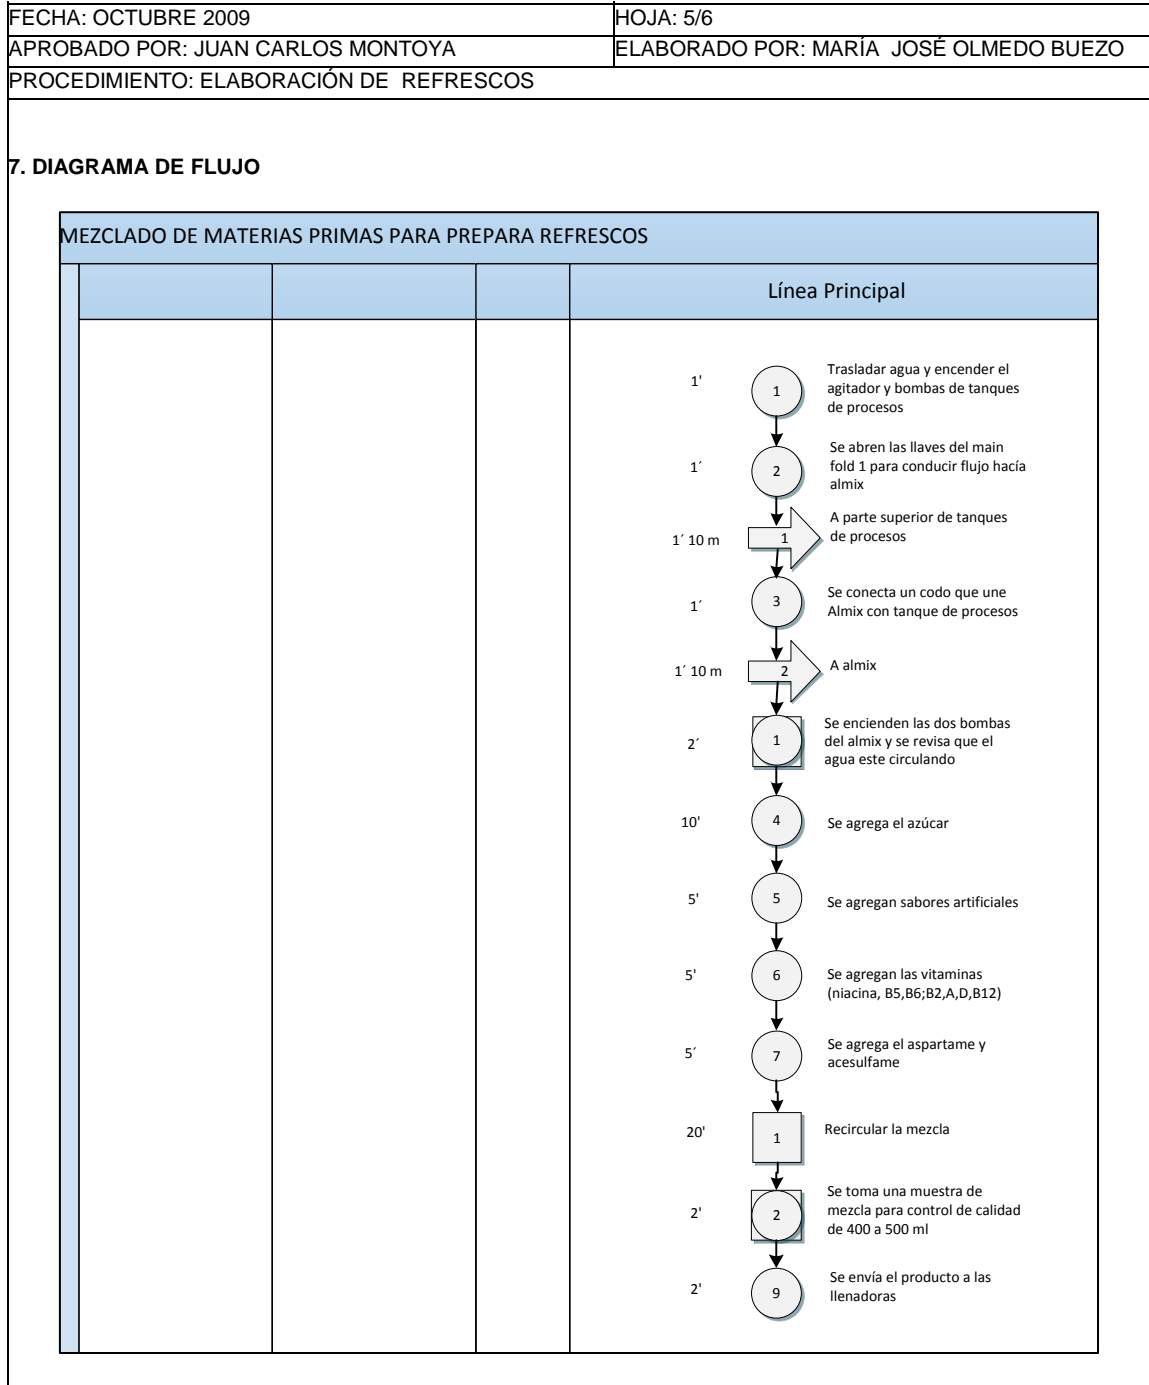 FECHA: OCTUBRE 2009
HOJA: 5/6
APROBADO POR: JUAN CARLOS MONTOYA
ELABORADO POR: MARÍA  JOSÉ OLMEDO BUEZO
PROCEDIMIENTO: ELABORACIÓN DE  REFRESCOS
7. DIAGRAMA DE FLUJO
MEZCLADO DE MATERIAS PRIMAS PARA PREPARA REFRESCOS
Línea Principal
1'
1
Trasladar agua y encender el
agitador y bombas de tanques
de procesos
1´
2
Se abren las llaves del main
fold 1 para conducir flujo hacía
almix
1´ 10 m
1
A parte superior de tanques
de procesos
1´
3
Se conecta un codo que une
Almix con tanque de procesos
1´ 10 m
2
A almix
2´
1
Se encienden las dos bombas
del almix y se revisa que el
agua este circulando
10'
4
Se agrega el azúcar
5'
5
Se agregan sabores artificiales
5'
6
Se agregan las vitaminas
(niacina, B5,B6;B2,A,D,B12)
5´
7
Se agrega el aspartame y
acesulfame
20'
1
Recircular la mezcla
2'
2
Se toma una muestra de
mezcla para control de calidad
de 400 a 500 ml
2'
9
Se envía el producto a las
llenadoras